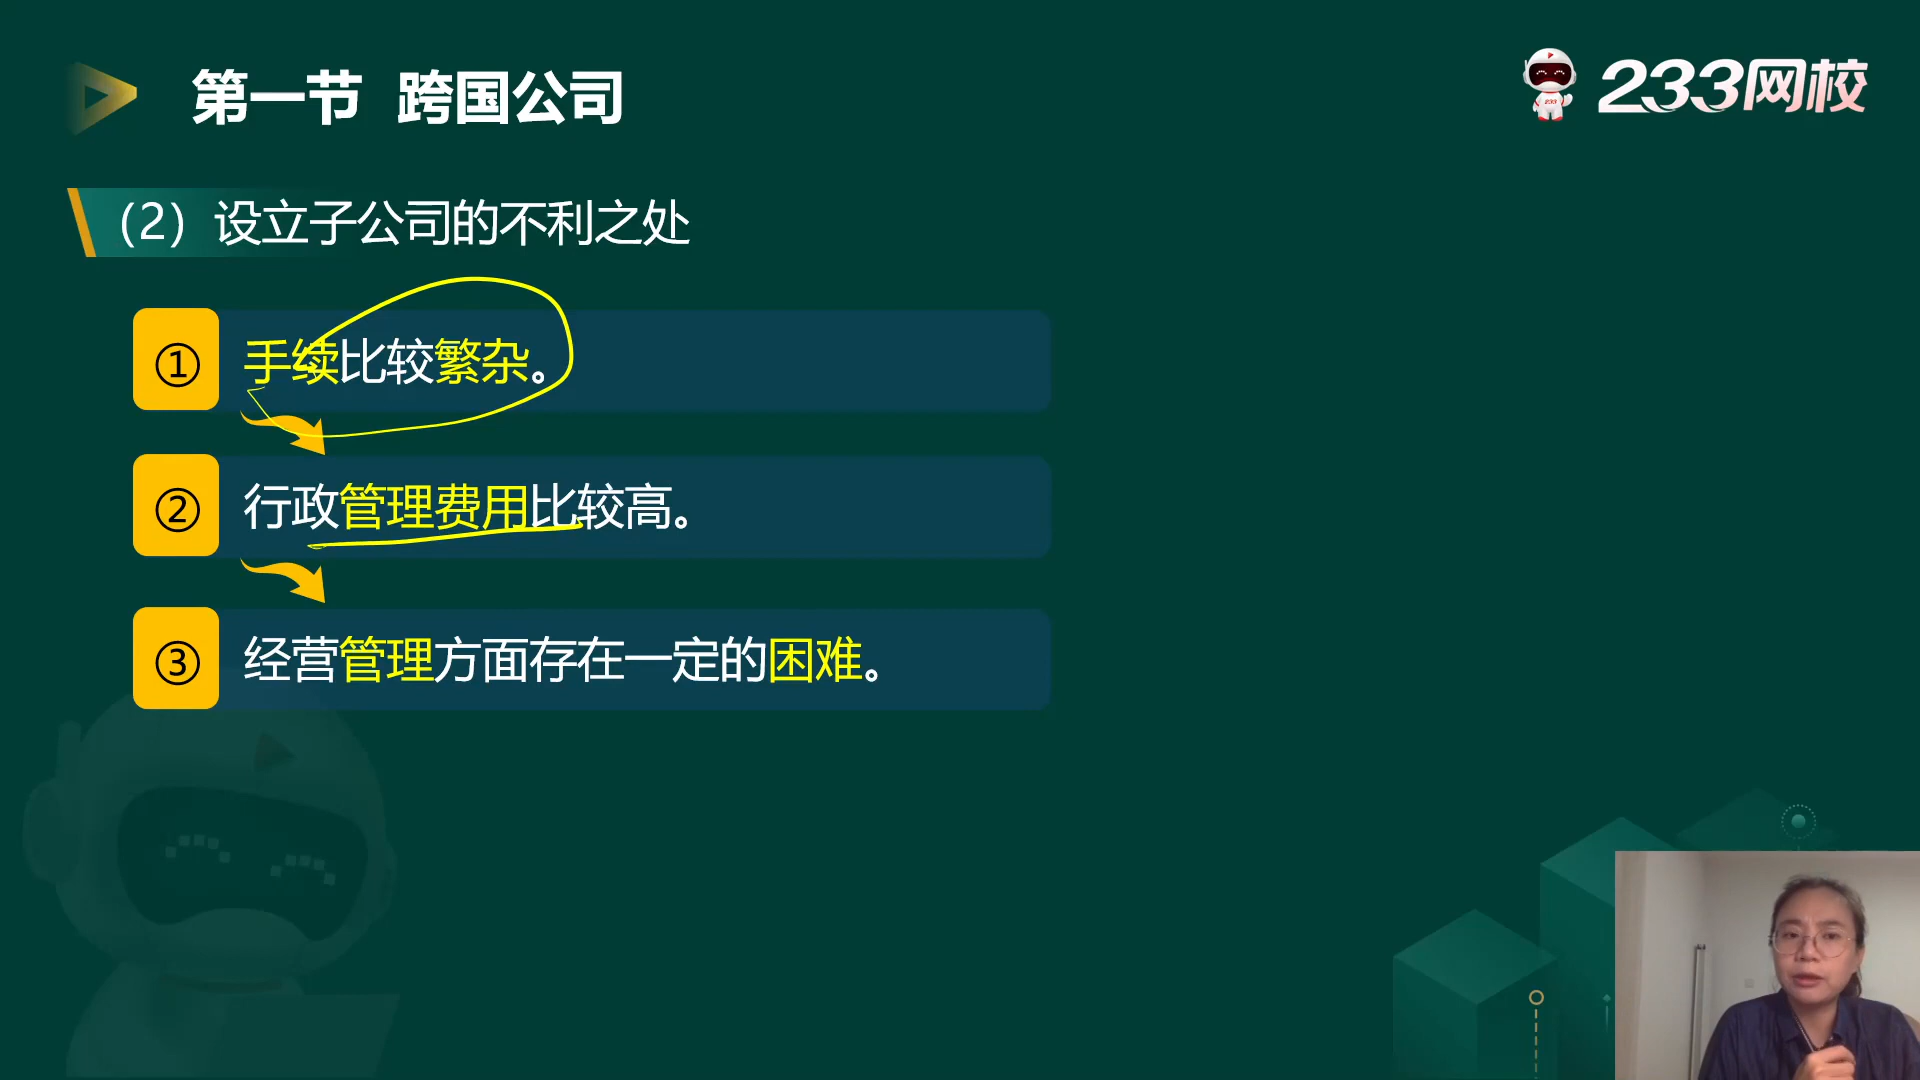 第一节 跨国公司
233网校
233
（2）设立子公司的不利之处
① 手续比较繁杂。
② 行政管理费用比较高。
③ 经营管理方面存在一定的困难。